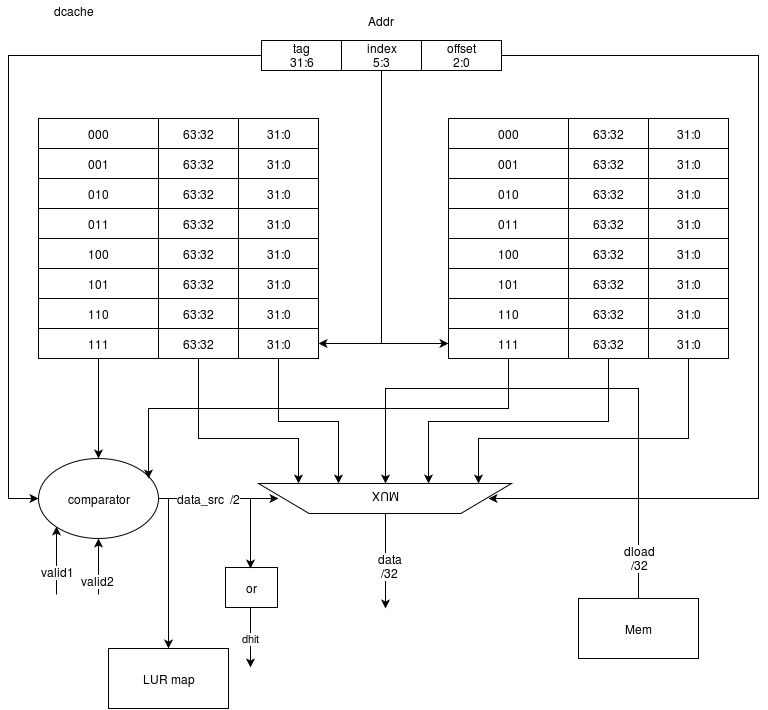 dcache
Addr
tag index offset
31:6 5:3 2:0
000 63:32 31:0 000 63:32 31:0
001 63:32 31:0 001 63:32 31:0
010 63:32 31:0 010 63:32 31:0
011 63:32 31:0 011 63:32 31:0
100 63:32 31:0 100 63:32 31:0
101 63:32 31:0 101 63:32 31:0
110 63:32 31:0 110 63:32 31:0
111 63:32 31:0 111 63:32 31:0
comparator
data_src /2
MUX
valid1
valid2
data
/32
dload
/32
or
dhit
Mem
LUR map